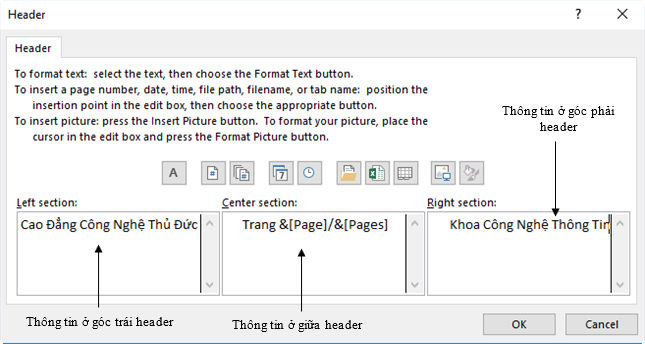 Header
Header
To format text: select the text, then choose the Format Text button.
To insert a page number, date, time, file path, filename, or tab name: position the
insertion point in the edit box, then choose the appropriate button.
To insert picture: press the Insert Picture button. To format your picture, place the
cursor in the edit box and press the Format Picture button.
Thông tin ở góc phải
header
A
Left section:
Center section:
Right section:
Cao Đẳng Công Nghệ Thủ Đức
Trang &[Page]/&[Pages]
Khoa Công Nghệ Thông Tin
Thông tin ở góc trái header
Thông tin ở giữa header
OK
Cancel